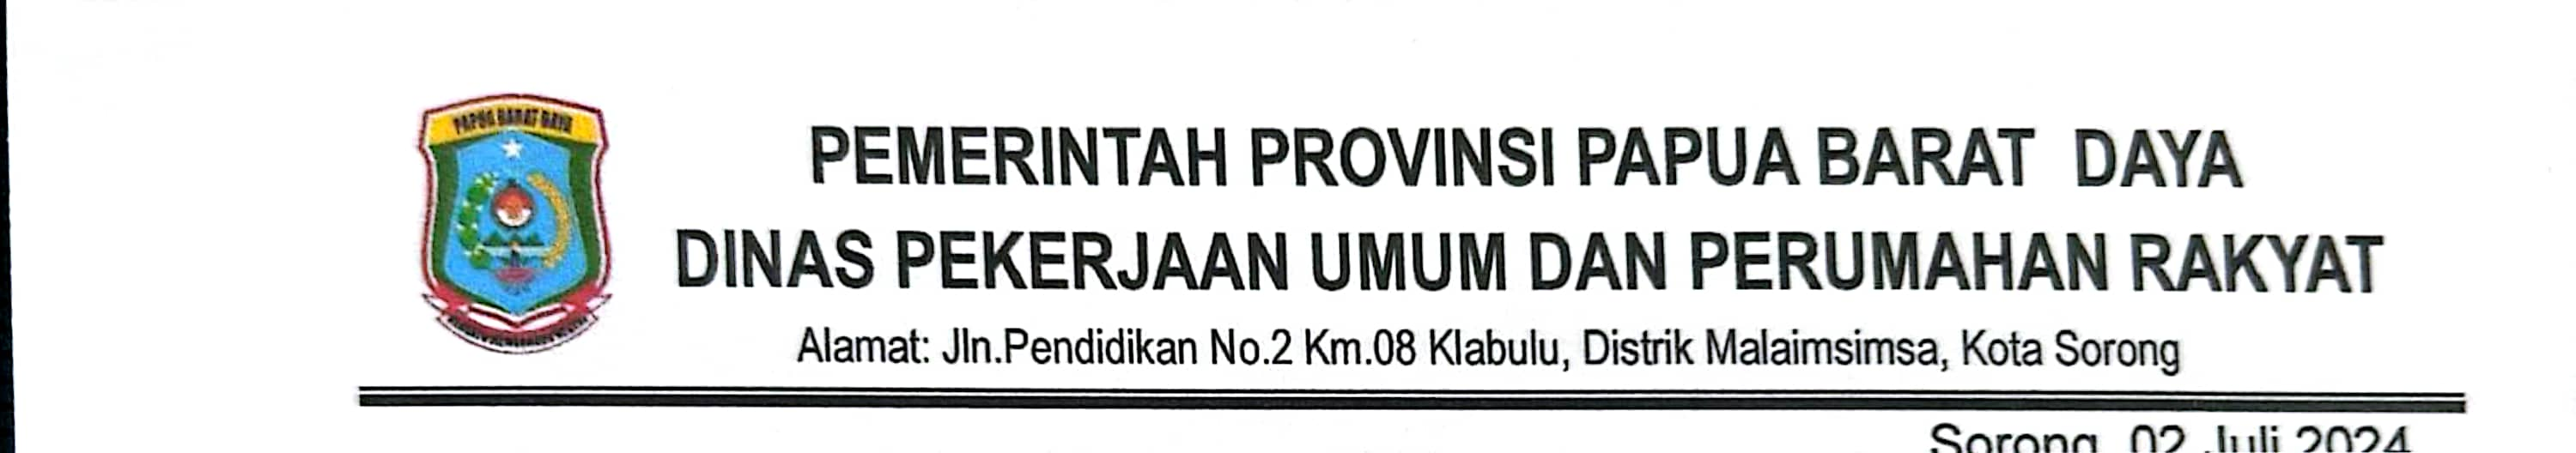 PAPUA BARAT DAYA
PEMERINTAH PROVINSI PAPUA BARAT DAYA
DINAS PEKERJAAN UMUM DAN PERUMAHAN RAKYAT
Alamat: Jln.Pendidikan No.2 Km.08 Klabulu, Distrik Malaimsimsa, Kota Sorong
Sorong, 02 Juli 2024